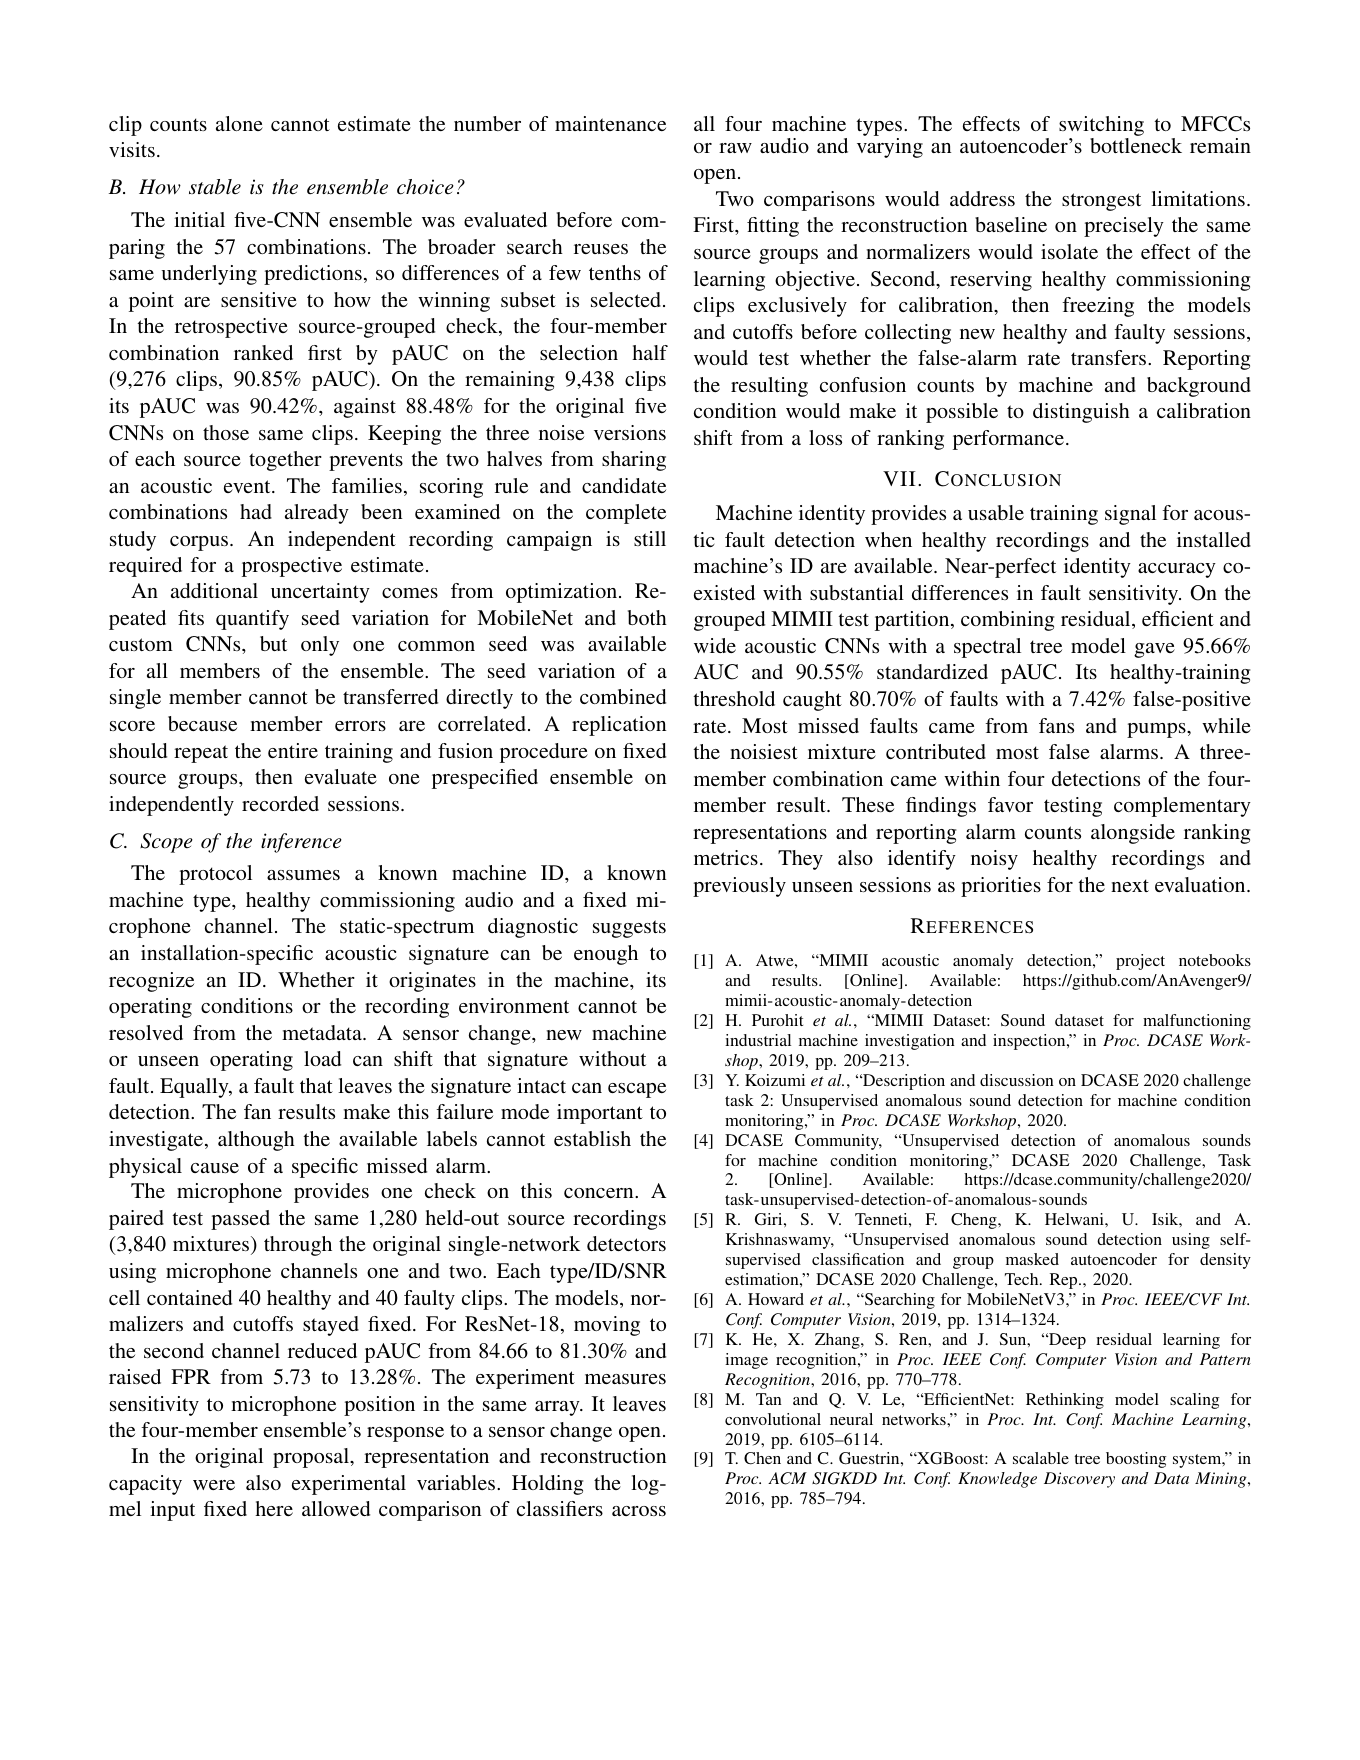 clip counts alone cannot estimate the number of maintenance
visits.
B. How stable is the ensemble choice?
The initial five-CNN ensemble was evaluated before com-
paring the 57 combinations. The broader search reuses the
same underlying predictions, so differences of a few tenths of
a point are sensitive to how the winning subset is selected.
In the retrospective source-grouped check, the four-member
combination ranked first by pAUC on the selection half
(9,276 clips, 90.85% pAUC). On the remaining 9,438 clips
its pAUC was 90.42%, against 88.48% for the original five
CNNs on those same clips. Keeping the three noise versions
of each source together prevents the two halves from sharing
an acoustic event. The families, scoring rule and candidate
combinations had already been examined on the complete
study corpus. An independent recording campaign is still
required for a prospective estimate.
An additional uncertainty comes from optimization. Re-
peated fits quantify seed variation for MobileNet and both
custom CNNs, but only one common seed was available
for all members of the ensemble. The seed variation of a
single member cannot be transferred directly to the combined
score because member errors are correlated. A replication
should repeat the entire training and fusion procedure on fixed
source groups, then evaluate one prespecified ensemble on
independently recorded sessions.
C. Scope of the inference
The protocol assumes a known machine ID, a known
machine type, healthy commissioning audio and a fixed mi-
crophone channel. The static-spectrum diagnostic suggests
an installation-specific acoustic signature can be enough to
recognize an ID. Whether it originates in the machine, its
operating conditions or the recording environment cannot be
resolved from the metadata. A sensor change, new machine
or unseen operating load can shift that signature without a
fault. Equally, a fault that leaves the signature intact can escape
detection. The fan results make this failure mode important to
investigate, although the available labels cannot establish the
physical cause of a specific missed alarm.
The microphone provides one check on this concern. A
paired test passed the same 1,280 held-out source recordings
(3,840 mixtures) through the original single-network detectors
using microphone channels one and two. Each type/ID/SNR
cell contained 40 healthy and 40 faulty clips. The models, nor-
malizers and cutoffs stayed fixed. For ResNet-18, moving to
the second channel reduced pAUC from 84.66 to 81.30% and
raised FPR from 5.73 to 13.28%. The experiment measures
sensitivity to microphone position in the same array. It leaves
the four-member ensemble's response to a sensor change open.
In the original proposal, representation and reconstruction
capacity were also experimental variables. Holding the log-
mel input fixed here allowed comparison of classifiers across
all four machine types. The effects of switching to MFCCs
or raw audio and varying an autoencoder's bottleneck remain
open.
Two comparisons would address the strongest limitations.
First, fitting the reconstruction baseline on precisely the same
source groups and normalizers would isolate the effect of the
learning objective. Second, reserving healthy commissioning
clips exclusively for calibration, then freezing the models
and cutoffs before collecting new healthy and faulty sessions,
would test whether the false-alarm rate transfers. Reporting
the resulting confusion counts by machine and background
condition would make it possible to distinguish a calibration
shift from a loss of ranking performance.
VII. CONCLUSION
Machine identity provides a usable training signal for acous-
tic fault detection when healthy recordings and the installed
machine's ID are available. Near-perfect identity accuracy co-
existed with substantial differences in fault sensitivity. On the
grouped MIMII test partition, combining residual, efficient and
wide acoustic CNNs with a spectral tree model gave 95.66%
AUC and 90.55% standardized pAUC. Its healthy-training
threshold caught 80.70% of faults with a 7.42% false-positive
rate. Most missed faults came from fans and pumps, while
the noisiest mixture contributed most false alarms. A three-
member combination came within four detections of the four-
member result. These findings favor testing complementary
representations and reporting alarm counts alongside ranking
metrics. They also identify noisy healthy recordings and
previously unseen sessions as priorities for the next evaluation.
REFERENCES
[1] A. Atwe, “MIMII acoustic anomaly detection,” project notebooks
and results. [Online]. Available: https://github.com/AnAvenger9/
mimii-acoustic-anomaly-detection
[2] H. Purohit et al., “MIMII Dataset: Sound dataset for malfunctioning
industrial machine investigation and inspection,” in Proc. DCASE Work-
shop, 2019, pp. 209–213.
[3] Y. Koizumi et al., “Description and discussion on DCASE 2020 challenge
task 2: Unsupervised anomalous sound detection for machine condition
monitoring,” in Proc. DCASE Workshop, 2020.
[4] DCASE Community, “Unsupervised detection of anomalous sounds
for machine condition monitoring,” DCASE 2020 Challenge, Task
2. [Online]. Available: https://dcase.community/challenge2020/
task-unsupervised-detection-of-anomalous-sounds
[5] R. Giri, S. V. Tenneti, F. Cheng, K. Helwani, U. Isik, and A.
Krishnaswamy, “Unsupervised anomalous sound detection using self-
supervised classification and group masked autoencoder for density
estimation,” DCASE 2020 Challenge, Tech. Rep., 2020.
[6] A. Howard et al., “Searching for MobileNetV3,” in Proc. IEEE/CVF Int.
Conf. Computer Vision, 2019, pp. 1314–1324.
[7] K. He, X. Zhang, S. Ren, and J. Sun, “Deep residual learning for
image recognition,” in Proc. IEEE Conf. Computer Vision and Pattern
Recognition, 2016, pp. 770–778.
[8] M. Tan and Q. V. Le, “EfficientNet: Rethinking model scaling for
convolutional neural networks,” in Proc. Int. Conf. Machine Learning,
2019, pp. 6105–6114.
[9] T. Chen and C. Guestrin, “XGBoost: A scalable tree boosting system,” in
Proc. ACM SIGKDD Int. Conf. Knowledge Discovery and Data Mining,
2016, pp. 785–794.